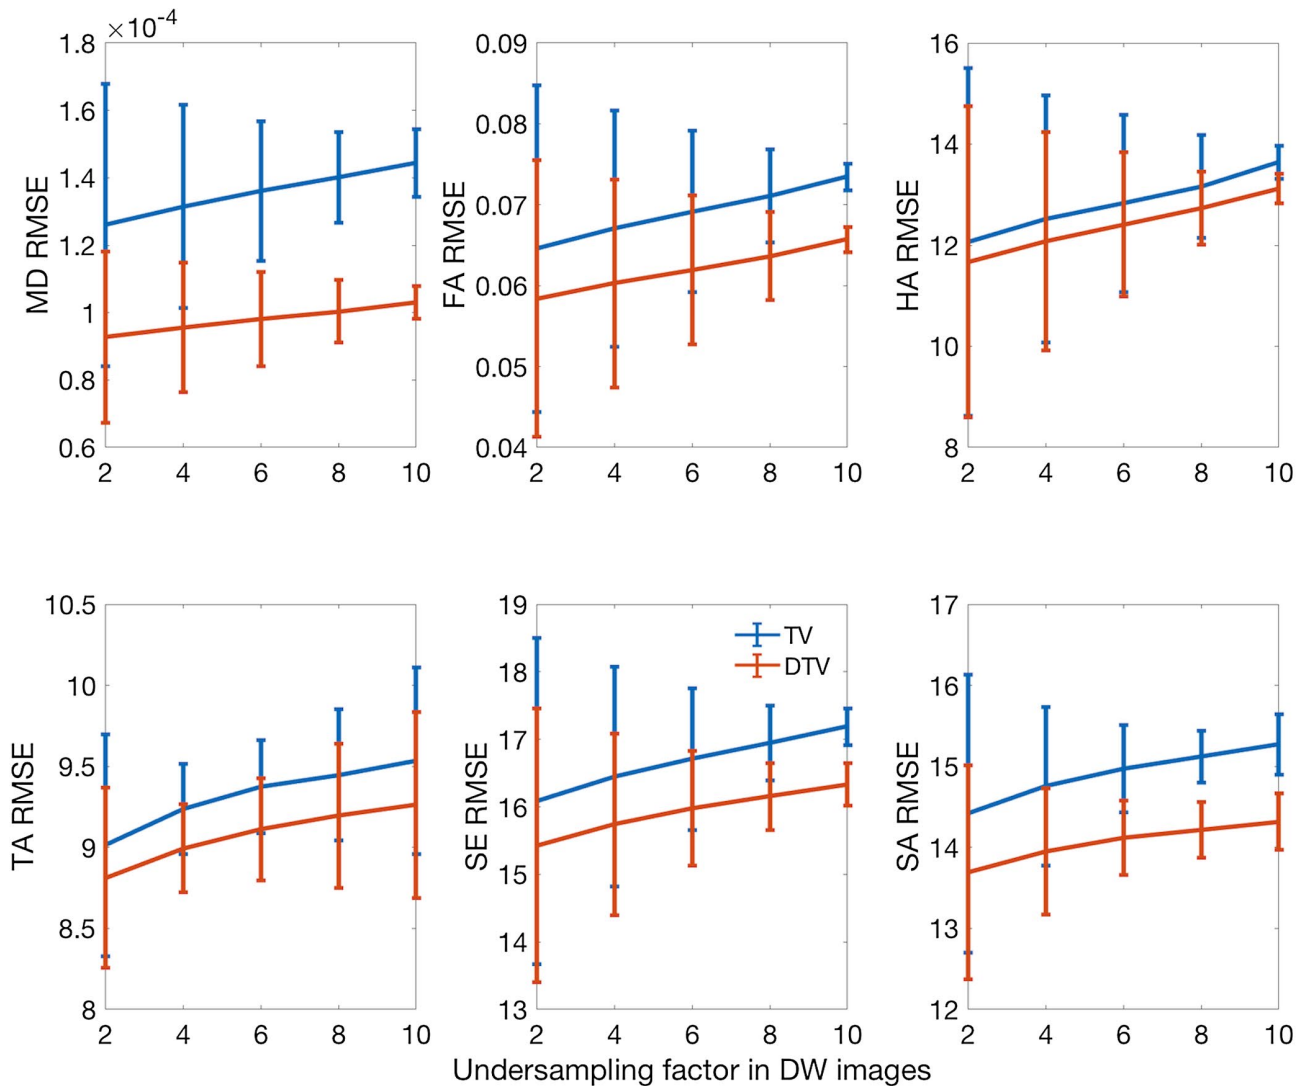 ×10⁻⁴
1.8
1.6
1.4
1.2
1
0.8
0.6
MD RMSE
2 4 6 8 10
0.09
0.08
0.07
0.06
0.05
0.04
FA RMSE
2 4 6 8 10
16
14
12
10
8
HA RMSE
2 4 6 8 10
10.5
10
9.5
9
8.5
8
TA RMSE
2 4 6 8 10
19
18
17
16
15
14
13
SE RMSE
TV
DTV
2 4 6 8 10
17
16
15
14
13
12
SA RMSE
2 4 6 8 10
Undersampling factor in DW images